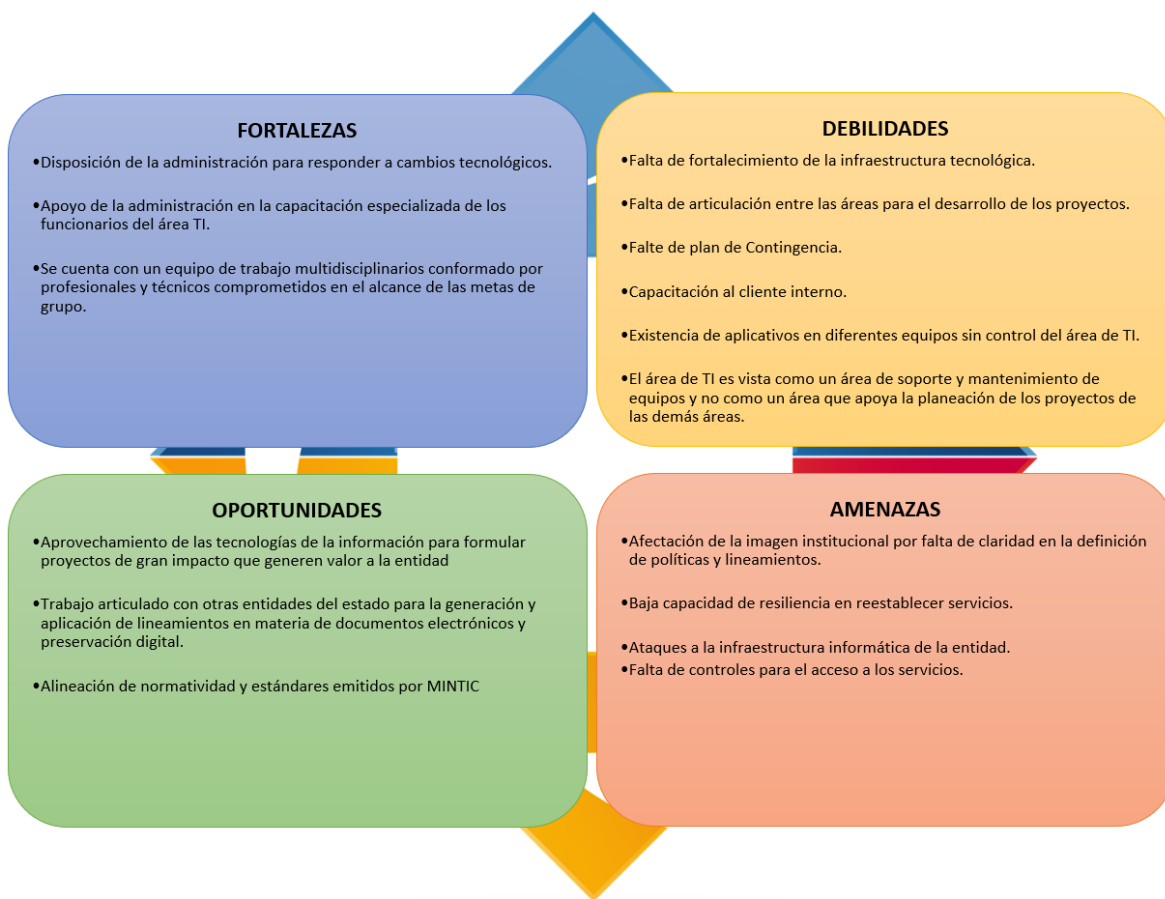 FORTALEZAS
•Disposición de la administración para responder a cambios tecnológicos.
•Apoyo de la administración en la capacitación especializada de los
funcionarios del área TI.
•Se cuenta con un equipo de trabajo multidisciplinarios conformado por
profesionales y técnicos comprometidos en el alcance de las metas de
grupo.
DEBILIDADES
•Falta de fortalecimiento de la infraestructura tecnológica.
•Falta de articulación entre las áreas para el desarrollo de los proyectos.
•Falte de plan de Contingencia.
•Capacitación al cliente interno.
•Existencia de aplicativos en diferentes equipos sin control del área de TI.
•El área de TI es vista como un área de soporte y mantenimiento de
equipos y no como un área que apoya la planeación de los proyectos de
las demás áreas.
OPORTUNIDADES
•Aprovechamiento de las tecnologías de la información para formular
proyectos de gran impacto que generen valor a la entidad
•Trabajo articulado con otras entidades del estado para la generación y
aplicación de lineamientos en materia de documentos electrónicos y
preservación digital.
•Alineación de normatividad y estándares emitidos por MINTIC
AMENAZAS
•Afectación de la imagen institucional por falta de claridad en la definición
de políticas y lineamientos.
•Baja capacidad de resiliencia en reestablecer servicios.
•Ataques a la infraestructura informática de la entidad.
•Falta de controles para el acceso a los servicios.